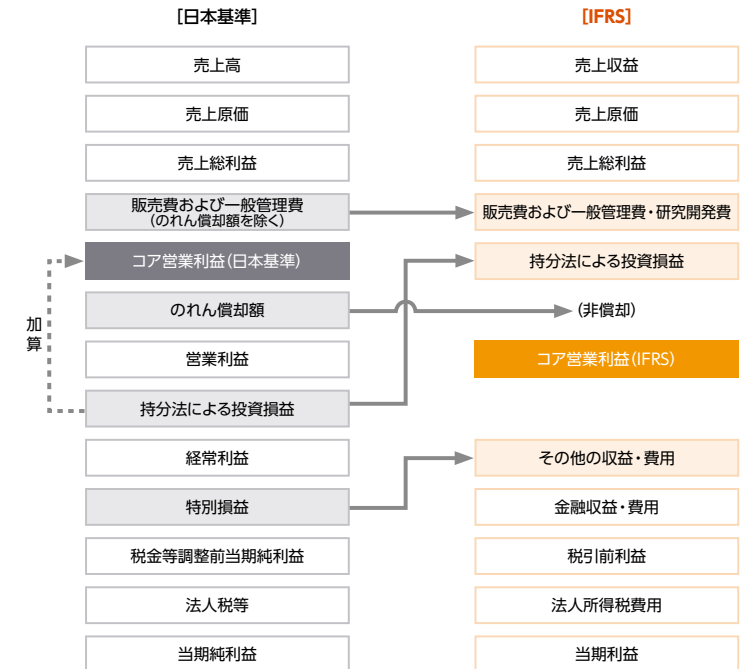 [日本基準]
売上高
売上原価
売上総利益
販売費および一般管理費
(のれん償却額を除く)
コア営業利益(日本基準)
のれん償却額
営業利益
持分法による投資損益
経常利益
特別損益
税金等調整前当期純利益
法人税等
当期純利益
加算
[IFRS]
売上収益
売上原価
売上総利益
販売費および一般管理費・研究開発費
持分法による投資損益
(非償却)
コア営業利益(IFRS)
その他の収益・費用
金融収益・費用
税引前利益
法人所得税費用
当期利益